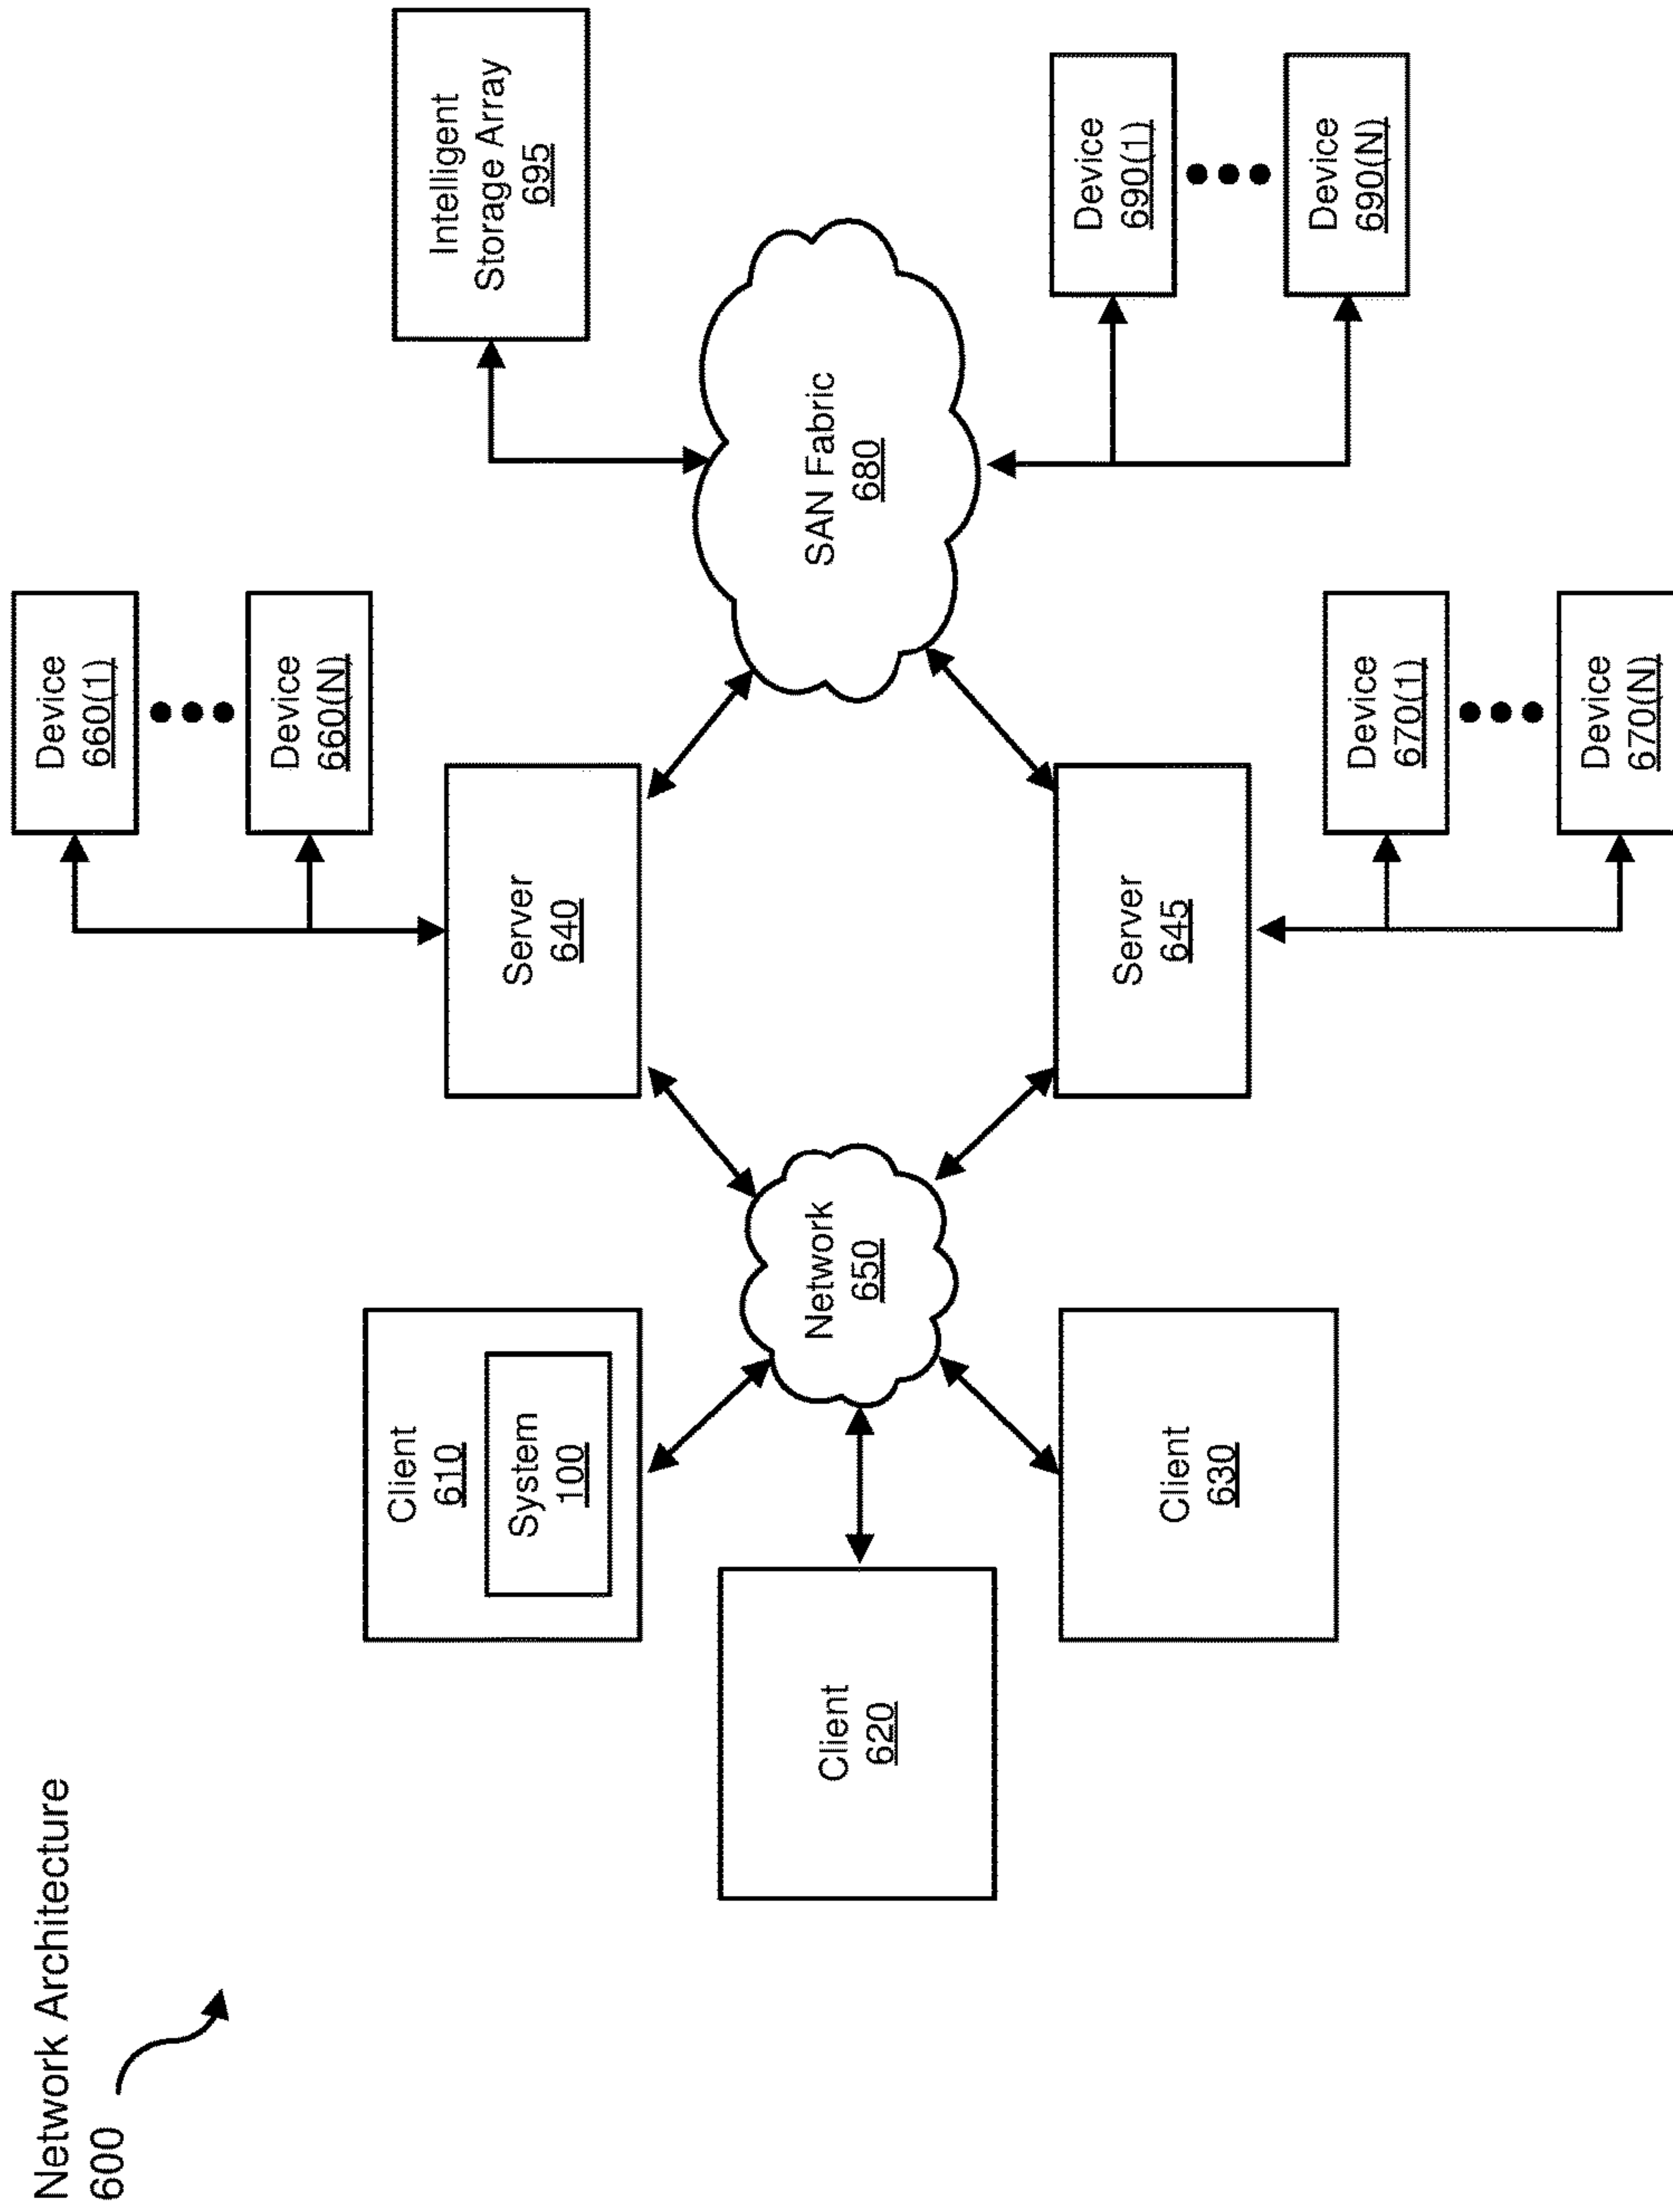 Network Architecture
600
Client
610
System
100
Client
620
Client
630
Network
650
Server
640
Server
645
Device
660(1)
Device
660(N)
Device
670(1)
Device
670(N)
SAN Fabric
680
Intelligent
Storage Array
695
Device
690(1)
Device
690(N)